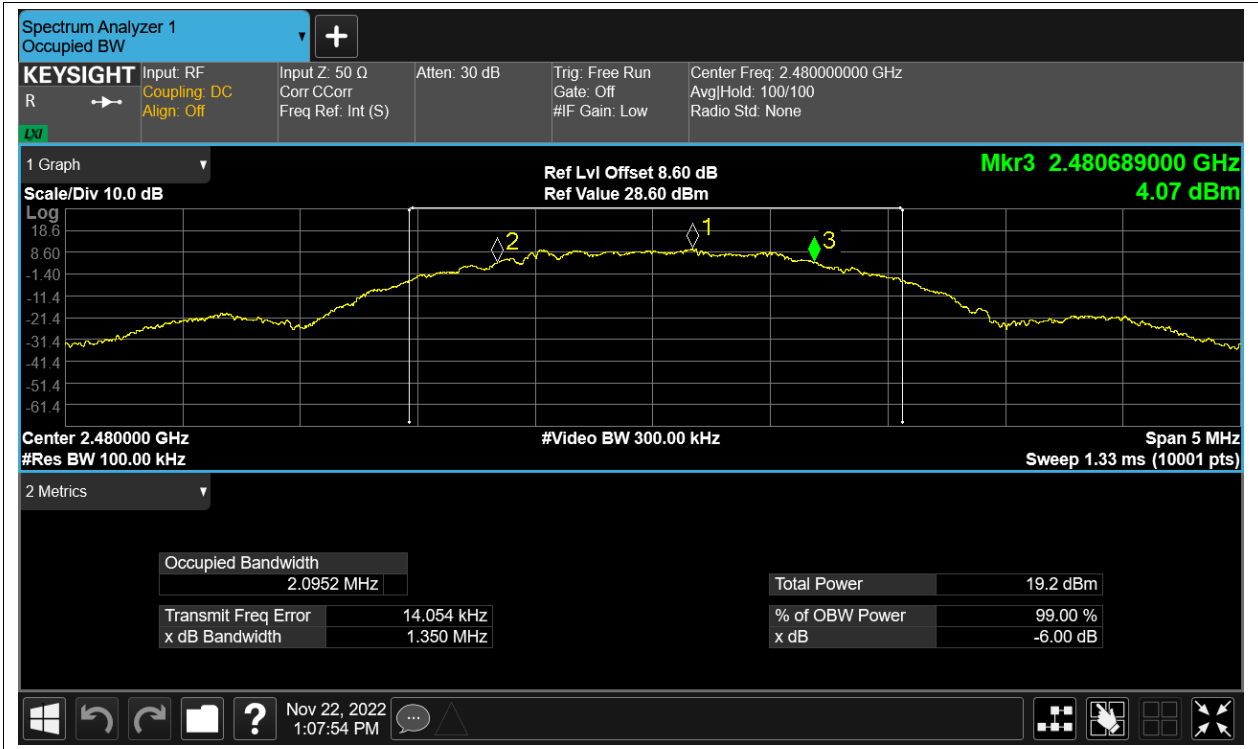 Spectrum Analyzer 1
Occupied BW
KEYSIGHT
R
LXI
Input: RF
Coupling: DC
Align: Off
Input Z: 50 Ω
Corr CCorr
Freq Ref: Int (S)
Atten: 30 dB
Trig: Free Run
Gate: Off
#IF Gain: Low
Center Freq: 2.480000000 GHz
Avg|Hold: 100/100
Radio Std: None
1 Graph
Scale/Div 10.0 dB
Ref Lvl Offset 8.60 dB
Ref Value 28.60 dBm
Mkr3 2.480689000 GHz
4.07 dBm
Log
18.6
8.60
-1.40
-11.4
-21.4
-31.4
-41.4
-51.4
-61.4
2
1
3
Center 2.480000 GHz
#Res BW 100.00 kHz
#Video BW 300.00 kHz
Span 5 MHz
Sweep 1.33 ms (10001 pts)
2 Metrics
Occupied Bandwidth
2.0952 MHz
Transmit Freq Error 14.054 kHz
x dB Bandwidth 1.350 MHz
Total Power 19.2 dBm
% of OBW Power 99.00 %
x dB -6.00 dB
?
Nov 22, 2022
1:07:54 PM